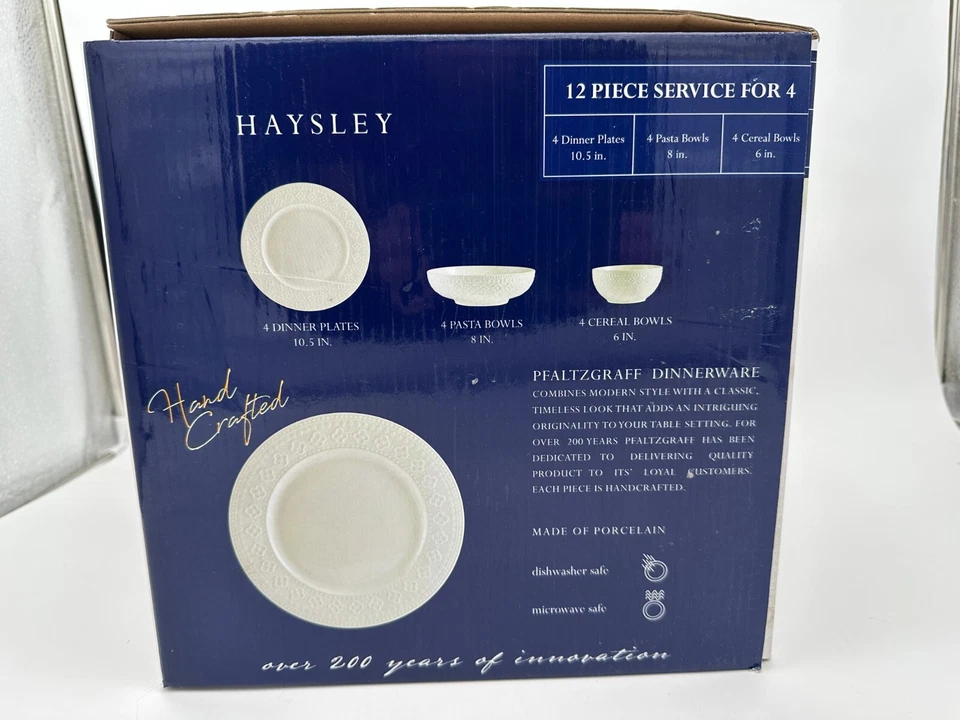 HAYSLEY
12 PIECE SERVICE FOR 4
4 Dinner Plates
10.5 in.
4 Pasta Bowls
8 in.
4 Cereal Bowls
6 in.
4 DINNER PLATES
10.5 IN.
4 PASTA BOWLS
8 IN.
4 CEREAL BOWLS
6 IN.
Hand
Crafted
PFALTZGRAFF DINNERWARE
COMBINES MODERN STYLE WITH A CLASSIC,
TIMELESS LOOK THAT ADDS AN INTRIGUING
ORIGINALITY TO YOUR TABLE SETTING. FOR
OVER 200 YEARS PFALTZGRAFF HAS BEEN
DEDICATED TO DELIVERING QUALITY
PRODUCT TO ITS' LOYAL CUSTOMERS.
EACH PIECE IS HANDCRAFTED.
MADE OF PORCELAIN
dishwasher safe
microwave safe
over 200 years of innovation